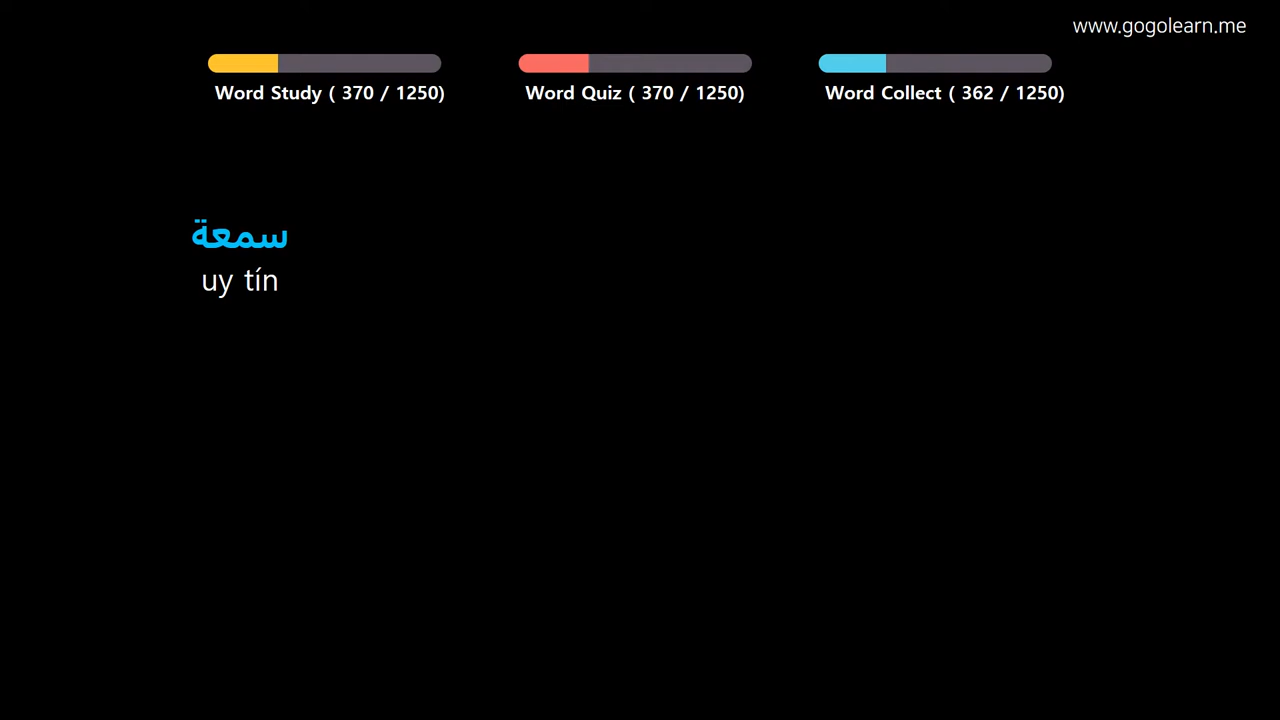 www.gogolearn.me
Word Study ( 370 / 1250)
Word Quiz ( 370 / 1250)
Word Collect ( 362 / 1250)
سمعة
uy tín